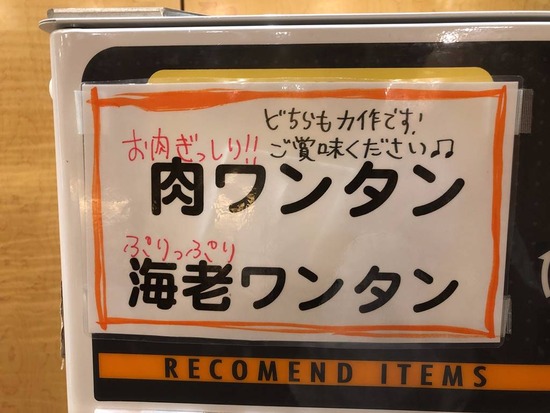 どちらも力作です!
お肉ぎっしり!! ご賞味ください♫
肉ワンタン
ぷりっぷり
海老ワンタン
RECOMEND ITEMS